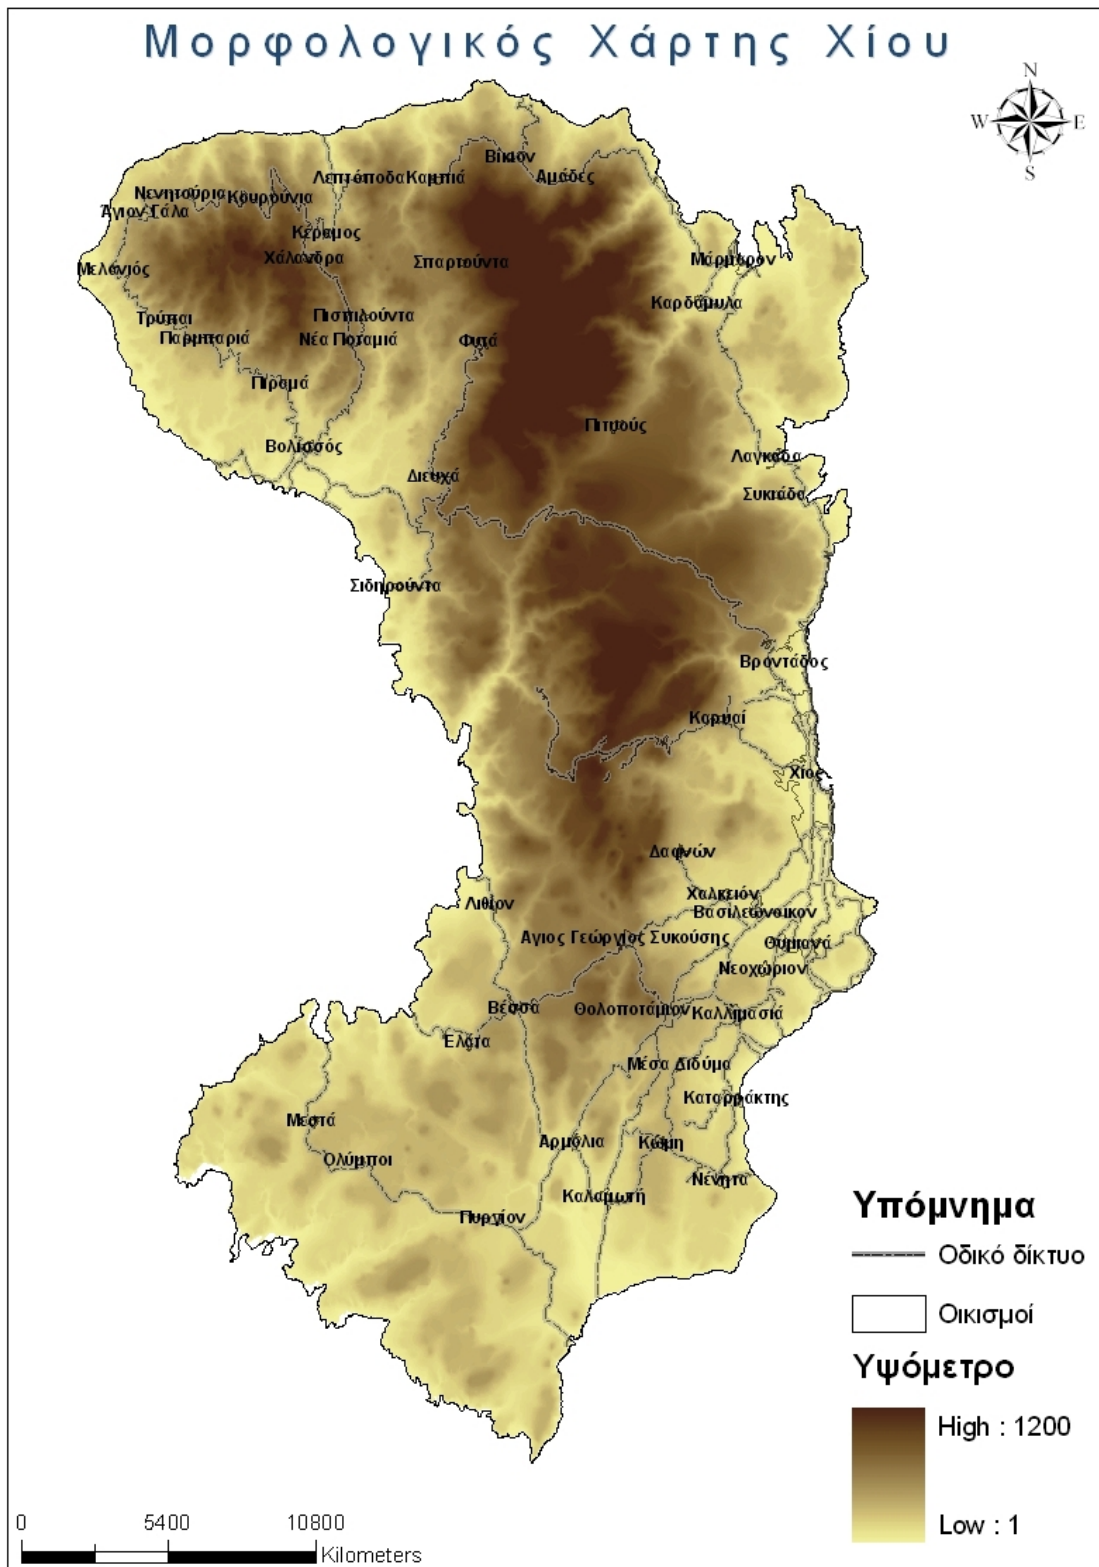 Μορφολογικός Χάρτης Χίου
N
W E
S
Βίκιον
Λεπτόποδα Καμπιά
Αμάδες
Νενητούρια Κουρούνια
Άγιον Γάλα
Κέραμος
Χάλανδρα
Σπαρτούντα
Μάρμαρον
Μελανιός
Καρδάμυλα
Τρύπαι
Πισπιλούντα
Παρμπαριά
Νέα Ποταμιά
Φυτά
Πιραμά
Πιτυούς
Βολισσός
Λαγκάδα
Διευχά
Συκιάδα
Σιδηρούντα
Βροντάδος
Καρυαί
Χίος
Δαφνών
Χαλκειόν
Λιθίον
Βασιλεώνοικον
Αγιος Γεώργιος Συκούσης
Θυμιανά
Νεοχώριον
Βέσσα
Θολοποτάμιον
Καλλιμασιά
Ελάτα
Μέσα Διδύμα
Καταρράκτης
Μεστά
Αρμόλια
Κώμη
Ολύμποι
Νένητα
Καλαμωτή
Πυργίον
Υπόμνημα
Οδικό δίκτυο
Οικισμοί
Υψόμετρο
High : 1200
Low : 1
0 5400 10800
Kilometers